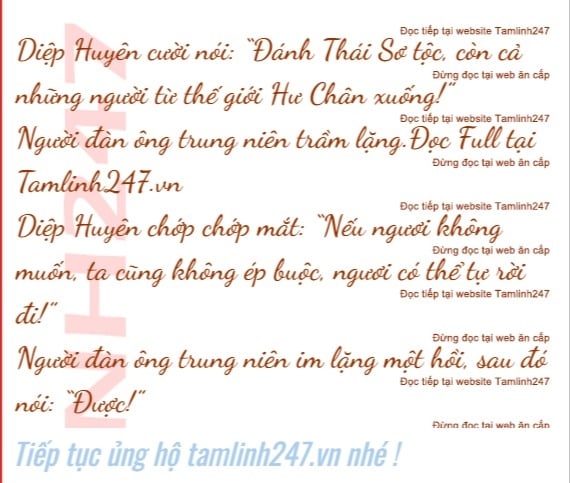 Đọc tiếp tại website Tamlinh247
Diệp Huyên cười nói: “Đánh Thái Sơ tộc, còn cả
Đừng đọc tại web ăn cắp
những người từ thế giới Hư Chân xuống!”
Đọc tiếp tại website Tamlinh247
Người đàn ông trung niên trầm lặng.Đọc Full tại
Đừng đọc tại web ăn cắp
Tamlinh247.vn
Đọc tiếp tại website Tamlinh247
Diệp Huyên chớp chớp mắt: “Nếu ngươi không
Đừng đọc tại web ăn cắp
muốn, ta cũng không ép buộc, ngươi có thể tự rời
Đọc tiếp tại website Tamlinh247
đi!”
Đừng đọc tại web ăn cắp
Người đàn ông trung niên im lặng một hồi, sau đó
Đọc tiếp tại website Tamlinh247
nói: “Được!”
Đừng đọc tại web ăn cắp
NH247
Tiếp tục ủng hộ tamlinh247.vn nhé !